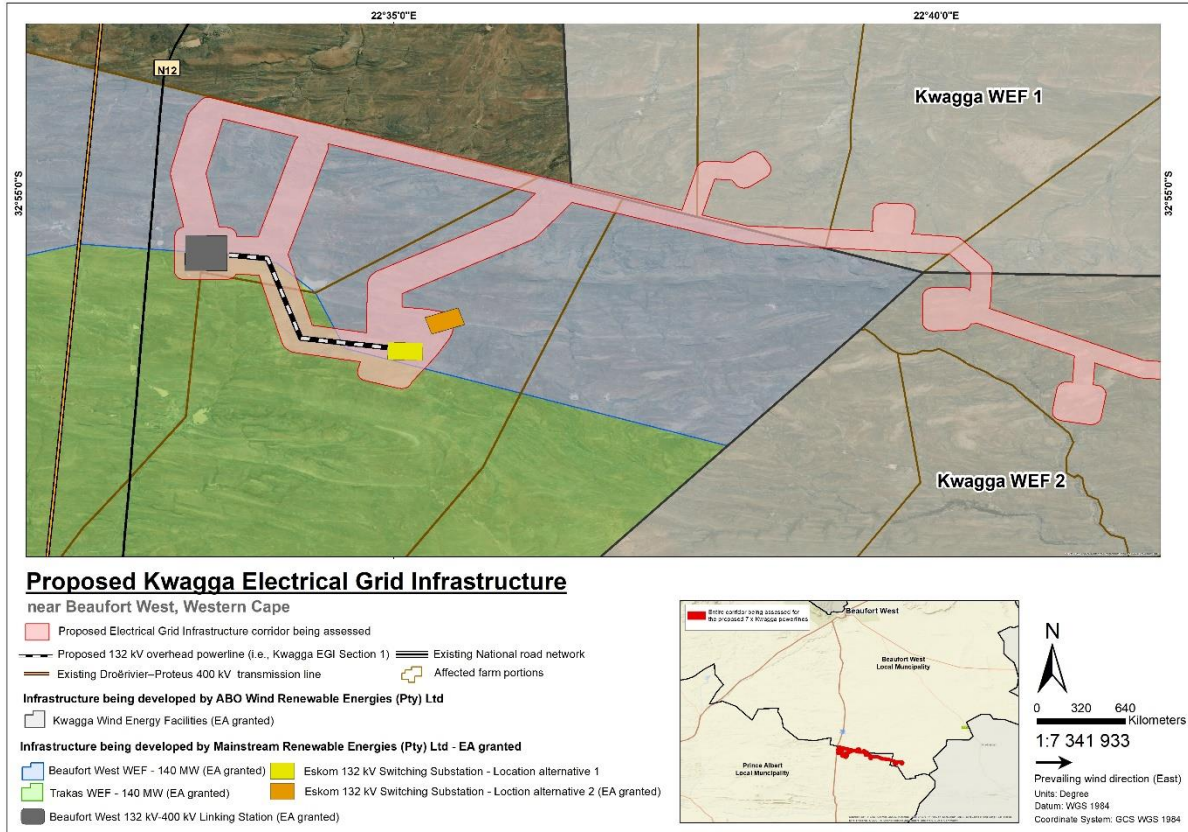 22°35'0"E
22°40'0"E
N12
Kwagga WEF 1
32°55'0"S
32°55'0"S
Kwagga WEF 2
Proposed Kwagga Electrical Grid Infrastructure
near Beaufort West, Western Cape
Proposed Electrical Grid Infrastructure corridor being assessed
Proposed 132 kV overhead powerline (i.e., Kwagga EGI Section 1)
Existing National road network
Existing Droërivier–Proteus 400 kV transmission line
Affected farm portions
Infrastructure being developed by ABO Wind Renewable Energies (Pty) Ltd
Kwagga Wind Energy Facilities (EA granted)
Infrastructure being developed by Mainstream Renewable Energies (Pty) Ltd - EA granted
Beaufort West WEF - 140 MW (EA granted)
Eskom 132 kV Switching Substation - Location alternative 1
Trakas WEF - 140 MW (EA granted)
Eskom 132 kV Switching Substation - Loction alternative 2 (EA granted)
Beaufort West 132 kV-400 kV Linking Station (EA granted)
Entire corridor being assessed for
the proposed 7 x Kwagga powerlines
Beaufort West
Beaufort West
Local Municipality
Prince Albert
Local Municipality
N
0 320 640
Kilometers
1:7 341 933
Prevailing wind direction (East)
Units: Degree
Datum: WGS 1984
Coordinate System: GCS WGS 1984